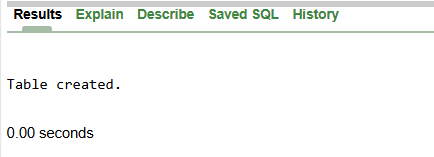 Results Explain Describe Saved SQL History
Table created.
0.00 seconds